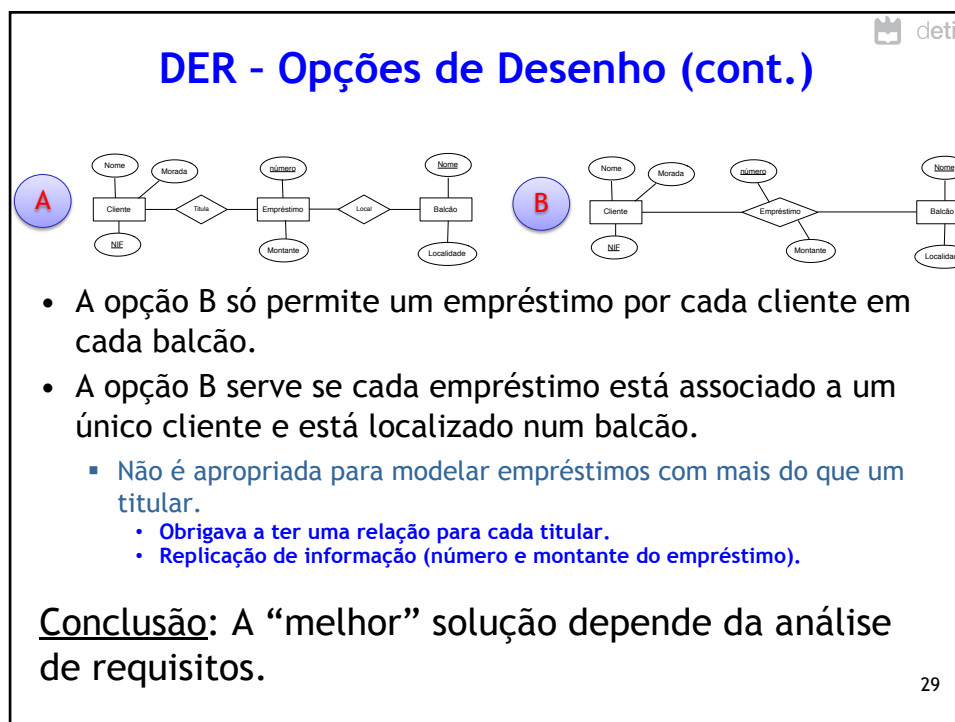 deti
DER – Opções de Desenho (cont.)
A
Nome
Morada
número
Nome
Cliente
Titula
Empréstimo
Local
Balcão
NIF
Montante
Localidade
B
Nome
Morada
número
Nome
Cliente
Empréstimo
Balcão
NIF
Montante
Localidad
• A opção B só permite um empréstimo por cada cliente em
cada balcão.
• A opção B serve se cada empréstimo está associado a um
único cliente e está localizado num balcão.
▪ Não é apropriada para modelar empréstimos com mais do que um
titular.
• Obrigava a ter uma relação para cada titular.
• Replicação de informação (número e montante do empréstimo).
Conclusão: A “melhor” solução depende da análise
de requisitos.
29